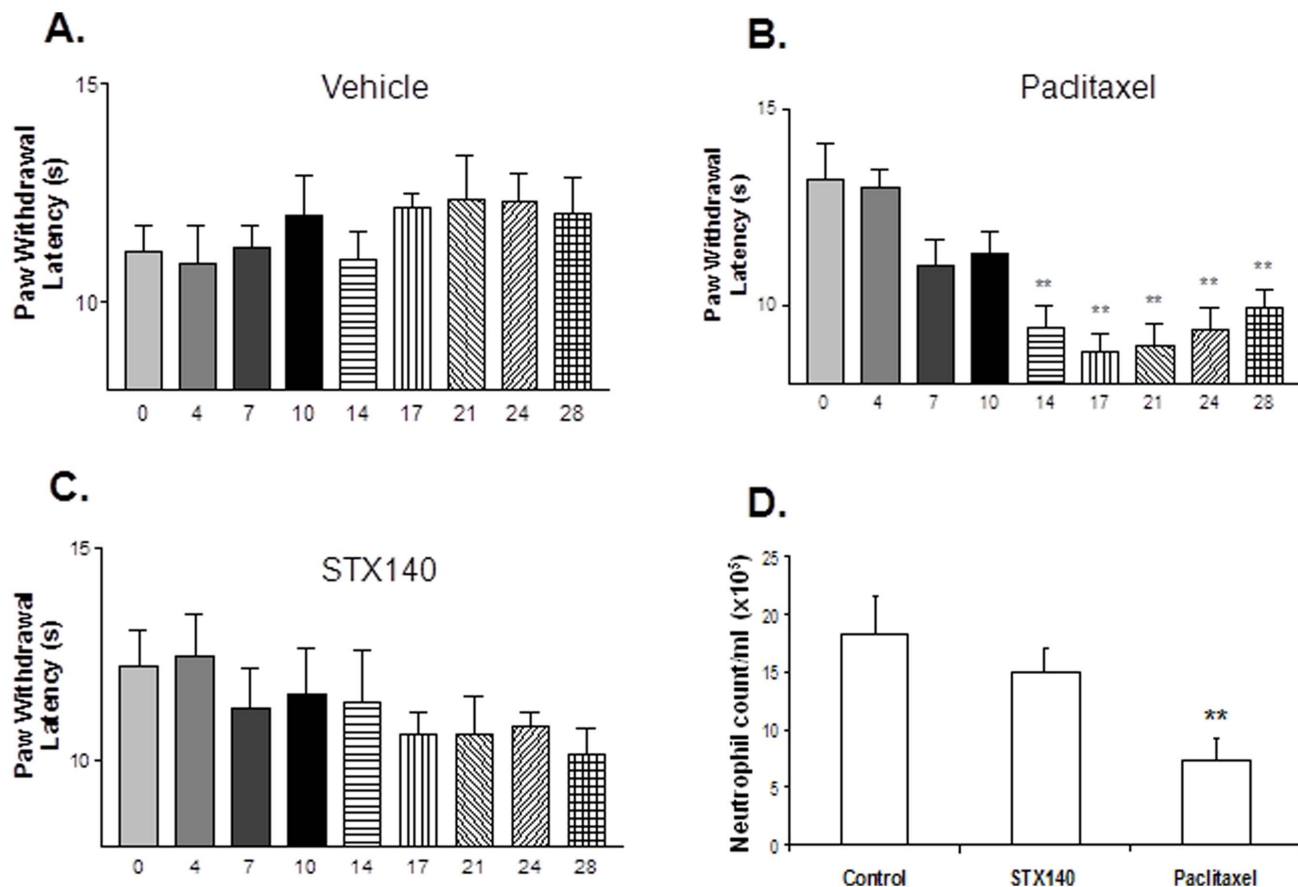 A.
Vehicle
Paw Withdrawal
Latency (s)
15
10
0 4 7 10 14 17 21 24 28
B.
Paclitaxel
Paw Withdrawal
Latency (s)
15
10
** ** ** ** **
0 4 7 10 14 17 21 24 28
C.
STX140
Paw Withdrawal
Latency (s)
15
10
0 4 7 10 14 17 21 24 28
D.
Neutrophil count/ml (x10⁵)
25
20
15
10
5
0
**
Control STX140 Paclitaxel